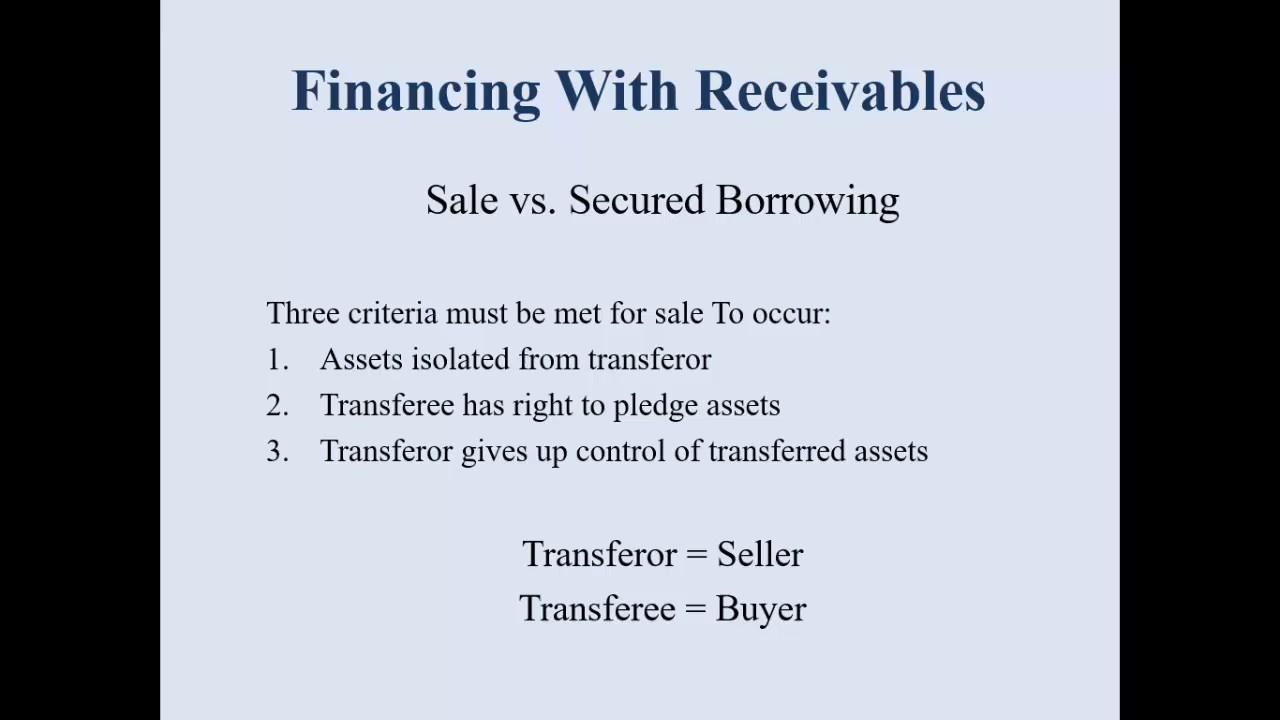 Financing With Receivables
Sale vs. Secured Borrowing
Three criteria must be met for sale To occur:
1. Assets isolated from transferor
2. Transferee has right to pledge assets
3. Transferor gives up control of transferred assets
Transferor = Seller
Transferee = Buyer